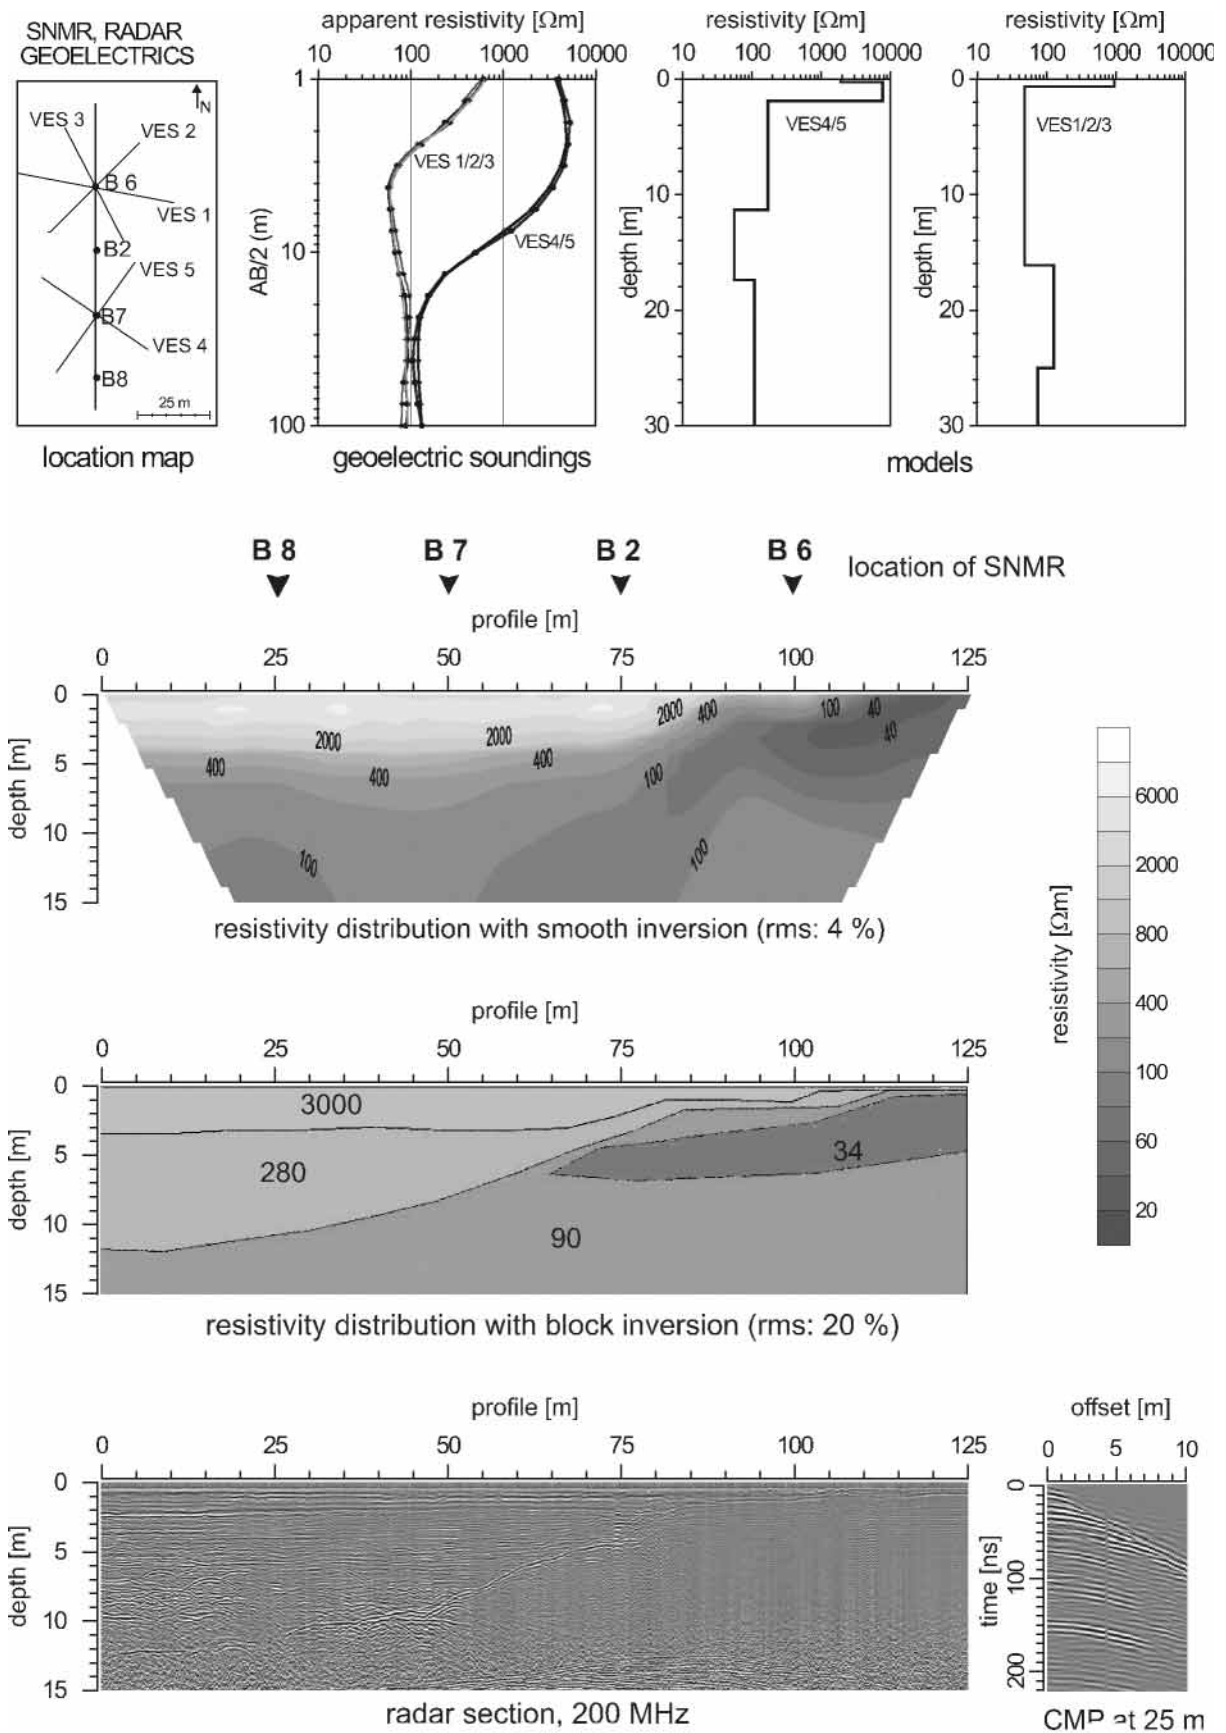 SNMR, RADAR
GEOELECTRICS
N
VES 3
VES 2
B 6
VES 1
B2
VES 5
B7
VES 4
B8
25 m
location map
apparent resistivity [Ωm]
10 100 1000 10000
1
10
100
AB/2 (m)
VES 1/2/3
VES4/5
geoelectric soundings
resistivity [Ωm]
10 100 1000 10000
0
10
20
30
depth [m]
VES4/5
resistivity [Ωm]
10 100 1000 10000
0
10
20
30
depth [m]
VES1/2/3
models
B 8 B 7 B 2 B 6 location of SNMR
profile [m]
0 25 50 75 100 125
0
5
10
15
depth [m]
2000 2000 2000 400 100 40
40
400 400 400 100
100 100
resistivity distribution with smooth inversion (rms: 4 %)
6000
2000
800
400
100
60
20
resistivity [Ωm]
profile [m]
0 25 50 75 100 125
0
5
10
15
depth [m]
3000
280
34
90
resistivity distribution with block inversion (rms: 20 %)
profile [m]
0 25 50 75 100 125
0
5
10
15
depth [m]
radar section, 200 MHz
offset [m]
0 5 10
0
100
200
time [ns]
CMP at 25 m